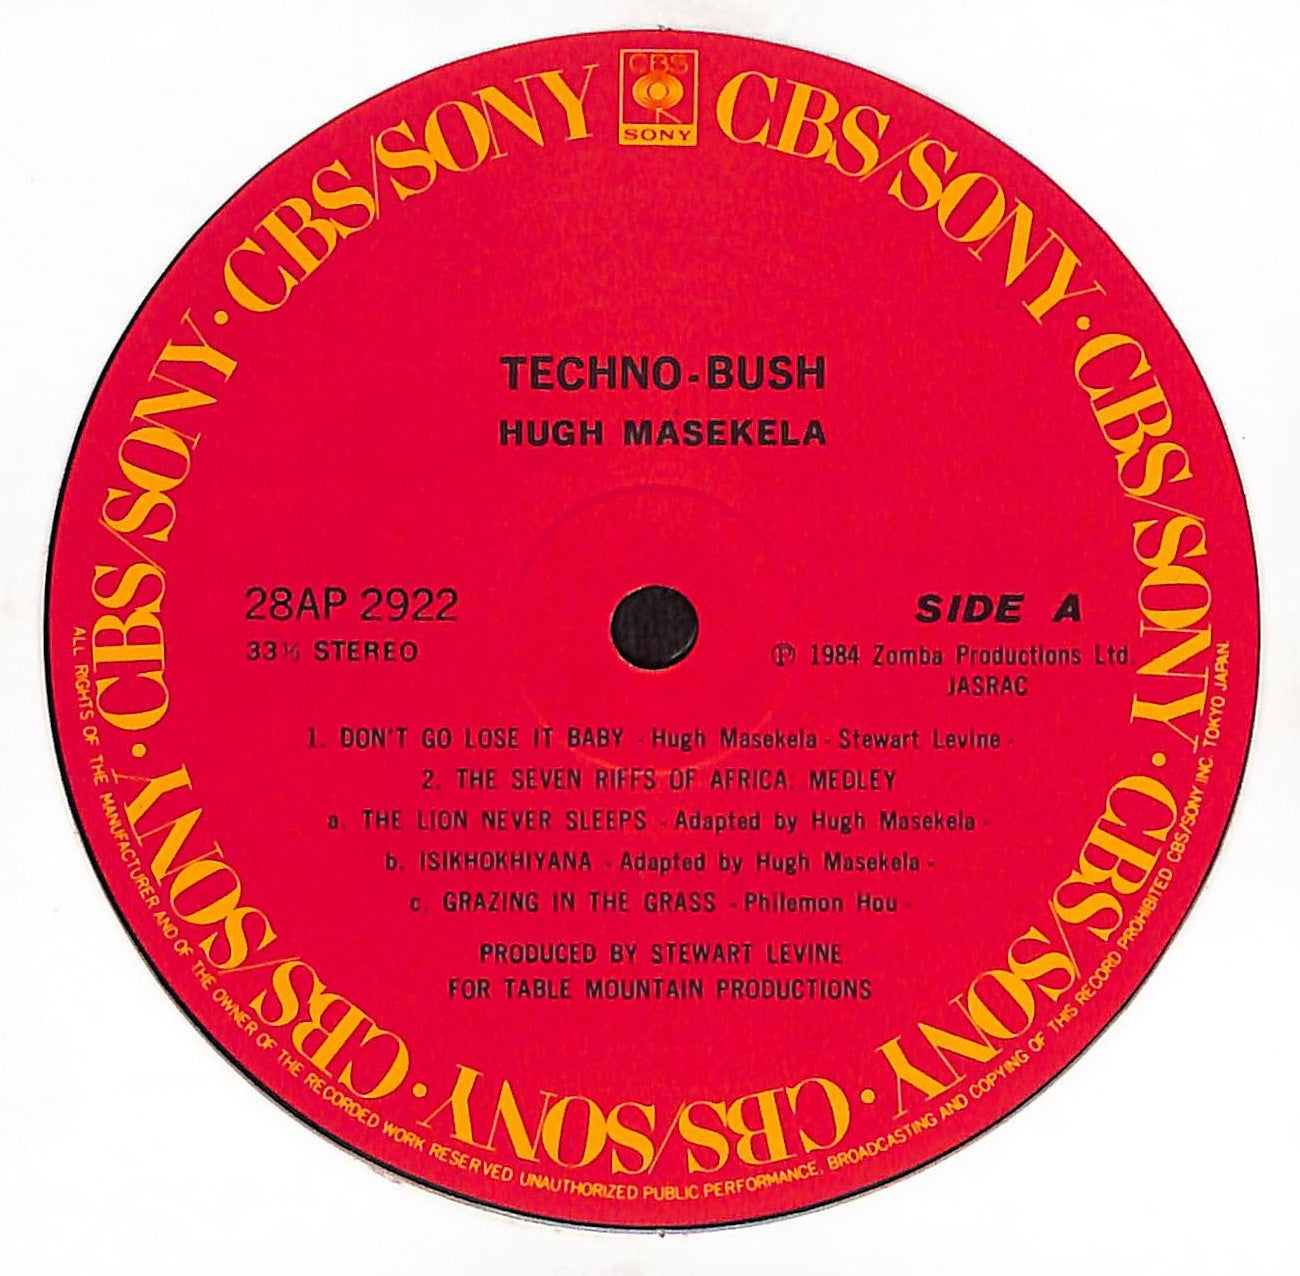 CBS
SONY
CBS/SONY · CBS/SONY · CBS/SONY · CBS/SONY · CBS/SONY · CBS/SONY · CBS/SONY
TECHNO-BUSH
HUGH MASEKELA
28AP 2922
33⅓ STEREO
SIDE A
Ⓟ 1984 Zomba Productions Ltd
JASRAC
1. DON'T GO LOSE IT BABY - Hugh Masekela - Stewart Levine -
2. THE SEVEN RIFFS OF AFRICA: MEDLEY
a. THE LION NEVER SLEEPS - Adapted by Hugh Masekela -
b. ISIKHOKHIYANA - Adapted by Hugh Masekela -
c. GRAZING IN THE GRASS - Philemon Hou -
PRODUCED BY STEWART LEVINE
FOR TABLE MOUNTAIN PRODUCTIONS
ALL RIGHTS OF THE MANUFACTURER AND OF THE OWNER OF THE RECORDED WORK RESERVED UNAUTHORIZED PUBLIC PERFORMANCE, BROADCASTING AND COPYING OF THIS RECORD PROHIBITED CBS/SONY INC. TOKYO JAPAN.